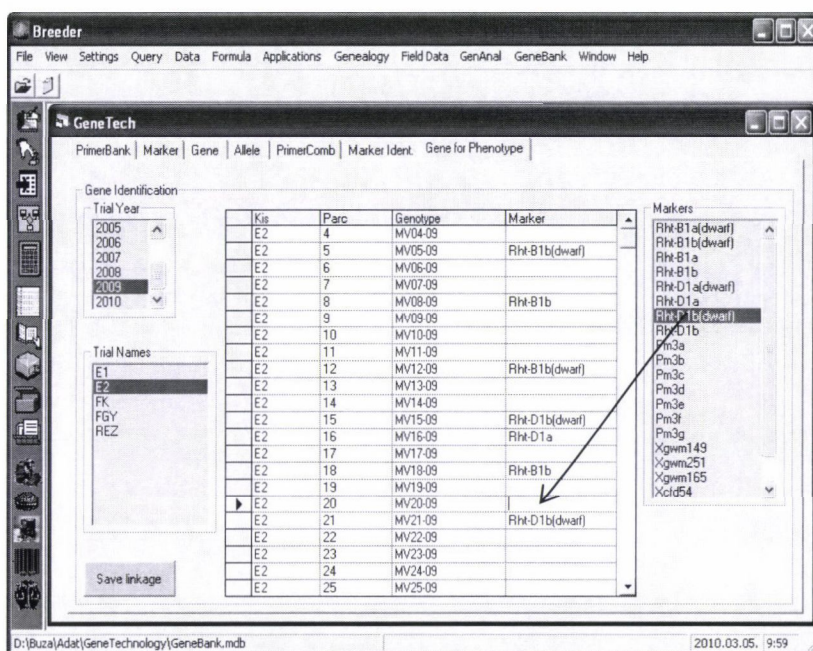 Breeder
File View Settings Query Data Formula Applications Genealogy Field Data GenAnal GeneBank Window Help
GeneTech
PrimerBank | Marker | Gene | Allele | PrimerComb | Marker Ident. Gene for Phenotype
Gene Identification
Trial Year
2005
2006
2007
2008
2009
2010
Trial Names
E1
E2
FK
FGY
REZ
Save linkage
Kis Parc Genotype Marker
E2 4 MV04-09
E2 5 MV05-09 Rht-B1b(dwarf)
E2 6 MV06-09
E2 7 MV07-09
E2 8 MV08-09 Rht-B1b
E2 9 MV09-09
E2 10 MV10-09
E2 11 MV11-09
E2 12 MV12-09 Rht-B1b(dwarf)
E2 13 MV13-09
E2 14 MV14-09
E2 15 MV15-09 Rht-D1b(dwarf)
E2 16 MV16-09 Rht-D1a
E2 17 MV17-09
E2 18 MV18-09 Rht-B1b
E2 19 MV19-09
E2 20 MV20-09
E2 21 MV21-09 Rht-D1b(dwarf)
E2 22 MV22-09
E2 23 MV23-09
E2 24 MV24-09
E2 25 MV25-09
Markers
Rht-B1a(dwarf)
Rht-B1b(dwarf)
Rht-B1a
Rht-B1b
Rht-D1a(dwarf)
Rht-D1a
Rht-D1b(dwarf)
Rht-D1b
Pm3a
Pm3b
Pm3c
Pm3d
Pm3e
Pm3f
Pm3g
Xgwm149
Xgwm251
Xgwm165
Xcfd54
D:\Buza\Adat\GeneTechnology\GeneBank.mdb 2010.03.05. 9:59